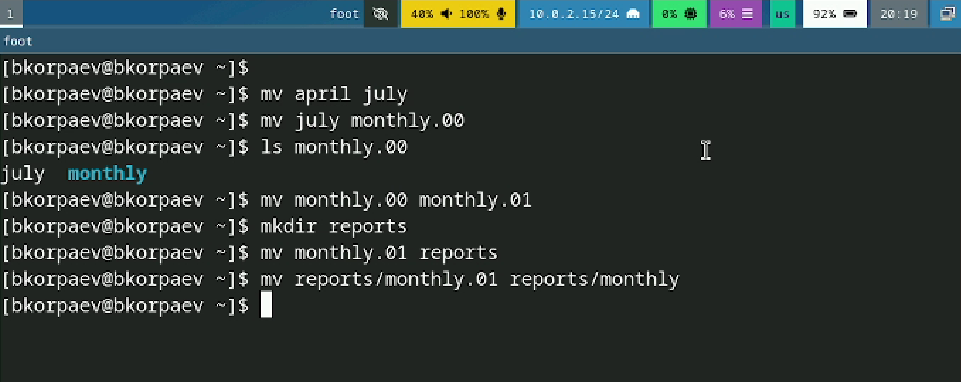 1 foot 40% 100% 10.0.2.15/24 0% 6% us 92% 20:19
foot
[bkorpaev@bkorpaev ~]$
[bkorpaev@bkorpaev ~]$ mv april july
[bkorpaev@bkorpaev ~]$ mv july monthly.00
[bkorpaev@bkorpaev ~]$ ls monthly.00
july monthly
[bkorpaev@bkorpaev ~]$ mv monthly.00 monthly.01
[bkorpaev@bkorpaev ~]$ mkdir reports
[bkorpaev@bkorpaev ~]$ mv monthly.01 reports
[bkorpaev@bkorpaev ~]$ mv reports/monthly.01 reports/monthly
[bkorpaev@bkorpaev ~]$